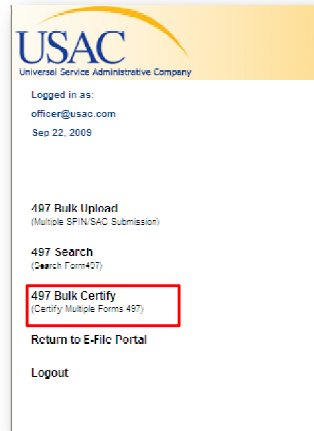 USAC
Universal Service Administrative Company
Logged in as:
officer@usac.com
Sep 22, 2009
497 Bulk Upload
(Multiple SPIN/SAC Submission)
497 Search
(Search Form497)
497 Bulk Certify
(Certify Multiple Forms 497)
Return to E-File Portal
Logout